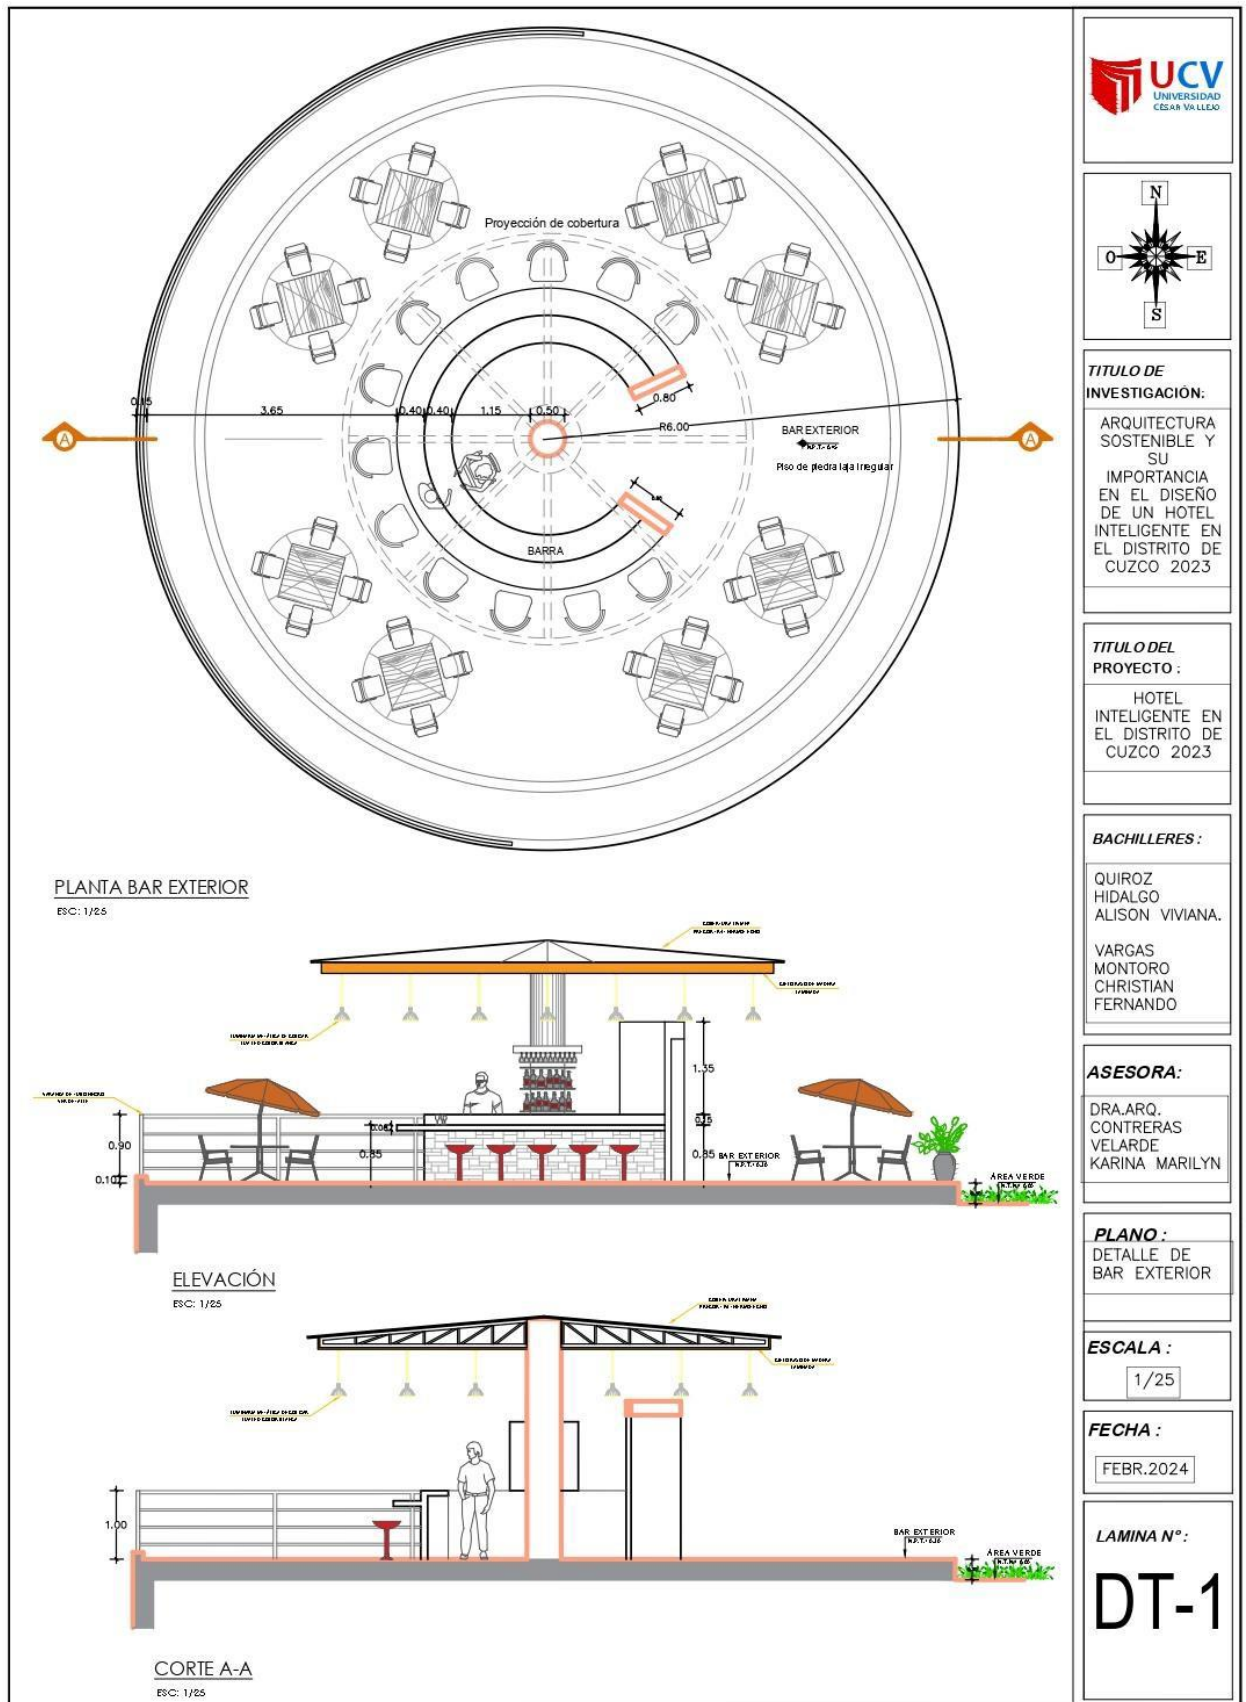 Proyección de cobertura
0.15
3.65
0.40
0.40
1.15
0.50
0.80
R6.00
BAR EXTERIOR
Piso de piedra laja irregular
A
A
BARRA
PLANTA BAR EXTERIOR
ESC: 1/25
1.35
0.15
0.85
0.90
0.10
0.85
BAR EXTERIOR
ÁREA VERDE
ELEVACIÓN
ESC: 1/25
1.00
BAR EXTERIOR
ÁREA VERDE
CORTE A-A
ESC: 1/25
UCV
UNIVERSIDAD
CÉSAR VALLEJO
N
O
E
S
TITULO DE
INVESTIGACIÓN:
ARQUITECTURA
SOSTENIBLE Y
SU
IMPORTANCIA
EN EL DISEÑO
DE UN HOTEL
INTELIGENTE EN
EL DISTRITO DE
CUZCO 2023
TITULO DEL
PROYECTO :
HOTEL
INTELIGENTE EN
EL DISTRITO DE
CUZCO 2023
BACHILLERES :
QUIROZ
HIDALGO
ALISON VIVIANA.
VARGAS
MONTORO
CHRISTIAN
FERNANDO
ASESORA:
DRA.ARQ.
CONTRERAS
VELARDE
KARINA MARILYN
PLANO :
DETALLE DE
BAR EXTERIOR
ESCALA :
1/25
FECHA :
FEBR.2024
LAMINA Nº :
DT-1